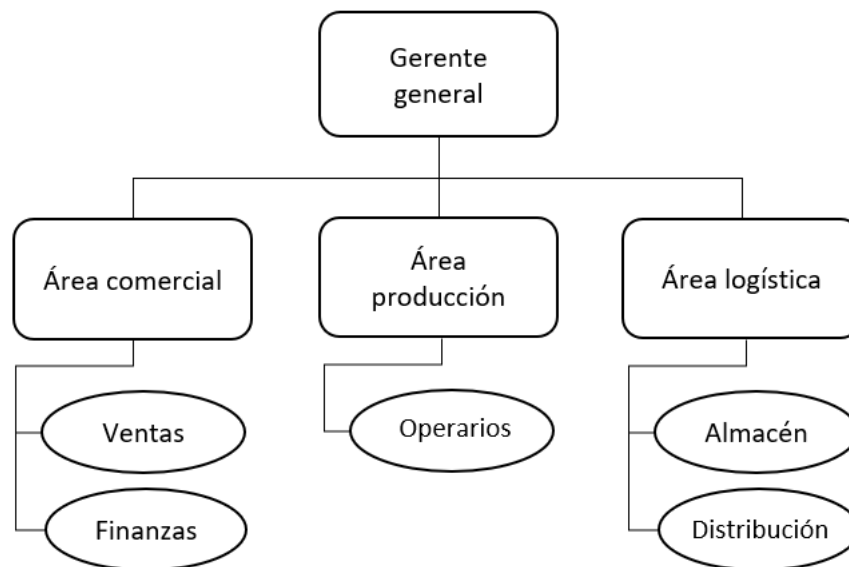 Gerente
general
Área comercial
Área
producción
Área logística
Ventas
Operarios
Almacén
Finanzas
Distribución